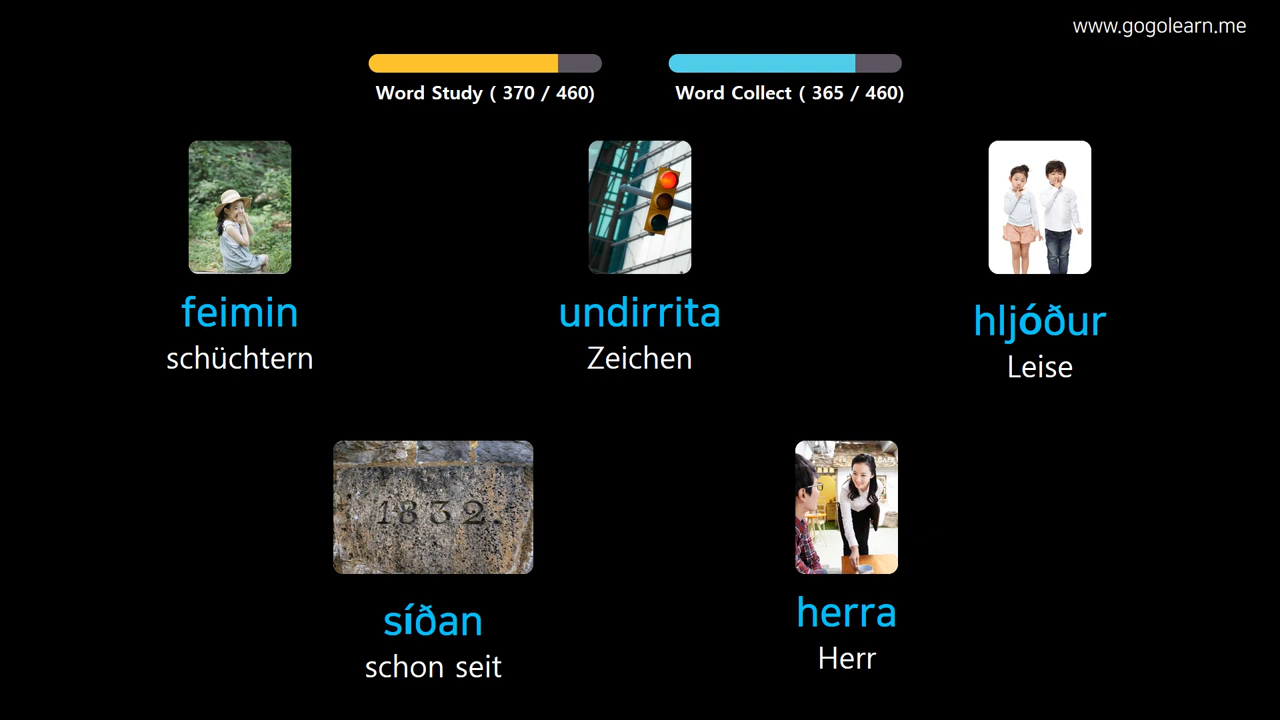 www.gogolearn.me
Word Study ( 370 / 460)
Word Collect ( 365 / 460)
feimin
schüchtern
undirrita
Zeichen
hljóður
Leise
1832.
síðan
schon seit
herra
Herr